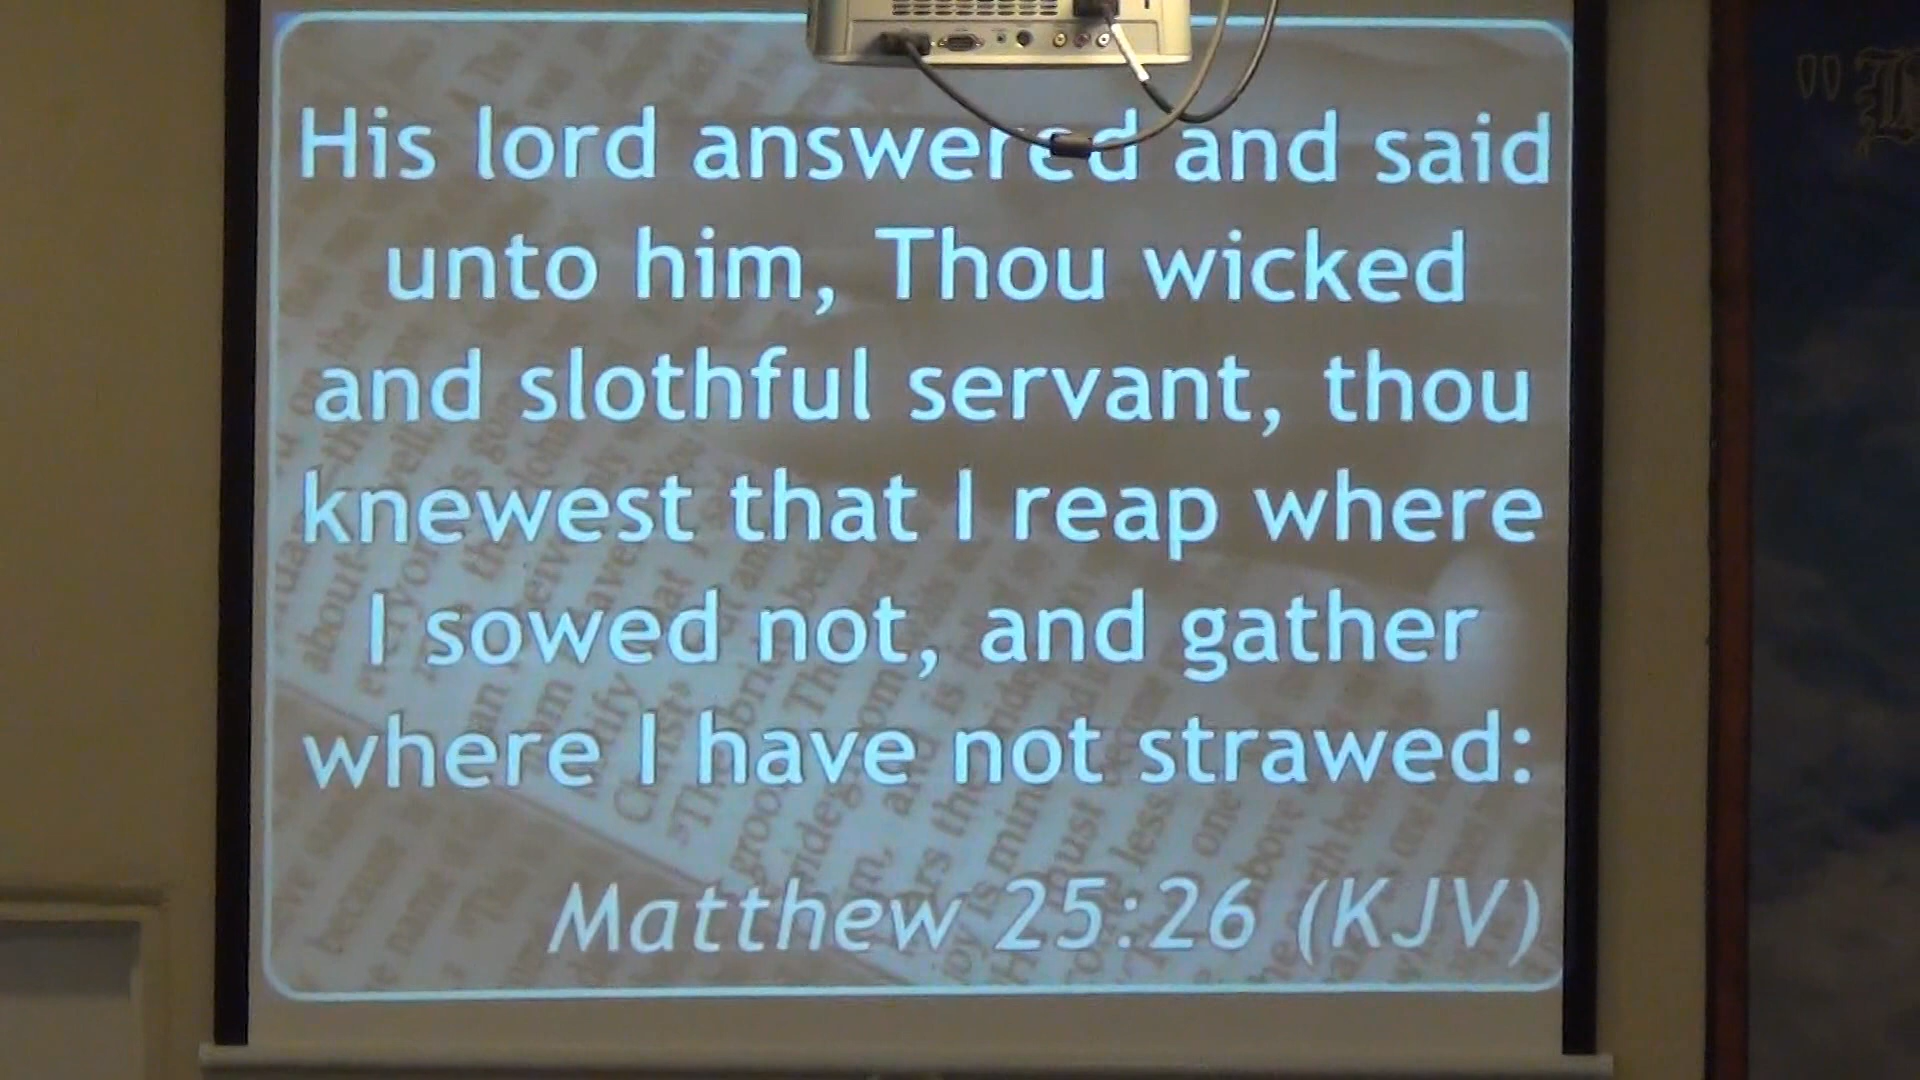 His lord answered and said
unto him, Thou wicked
and slothful servant, thou
knewest that I reap where
I sowed not, and gather
where I have not strawed:
Matthew 25:26 (KJV)